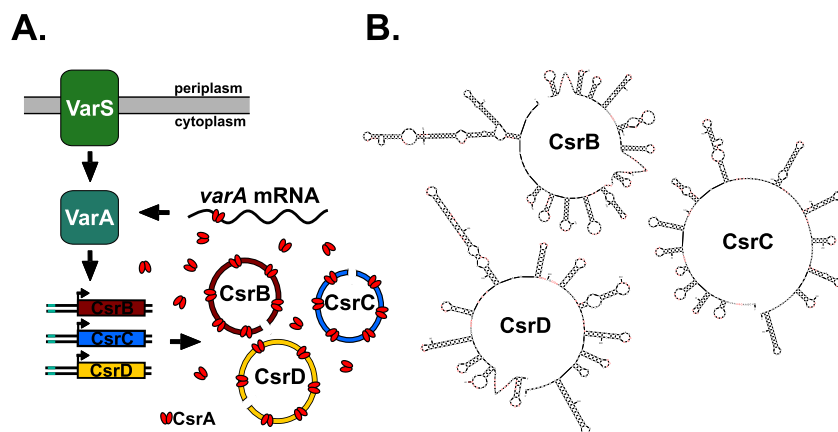 A.
B.
periplasm
VarS
cytoplasm
VarA
varA mRNA
CsrB
CsrC
CsrD
CsrB
CsrC
CsrD
CsrA
CsrB
CsrC
CsrD